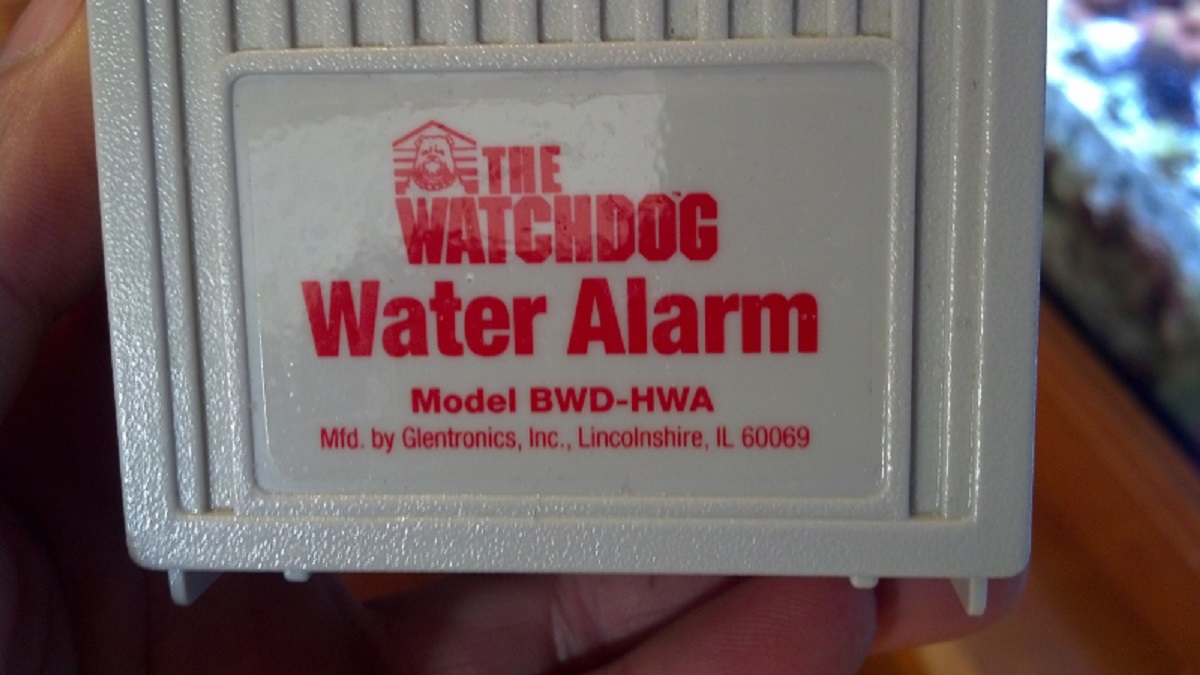 THE
WATCHDOG
Water Alarm
Model BWD-HWA
Mfd. by Glentronics, Inc., Lincolnshire, IL 60069